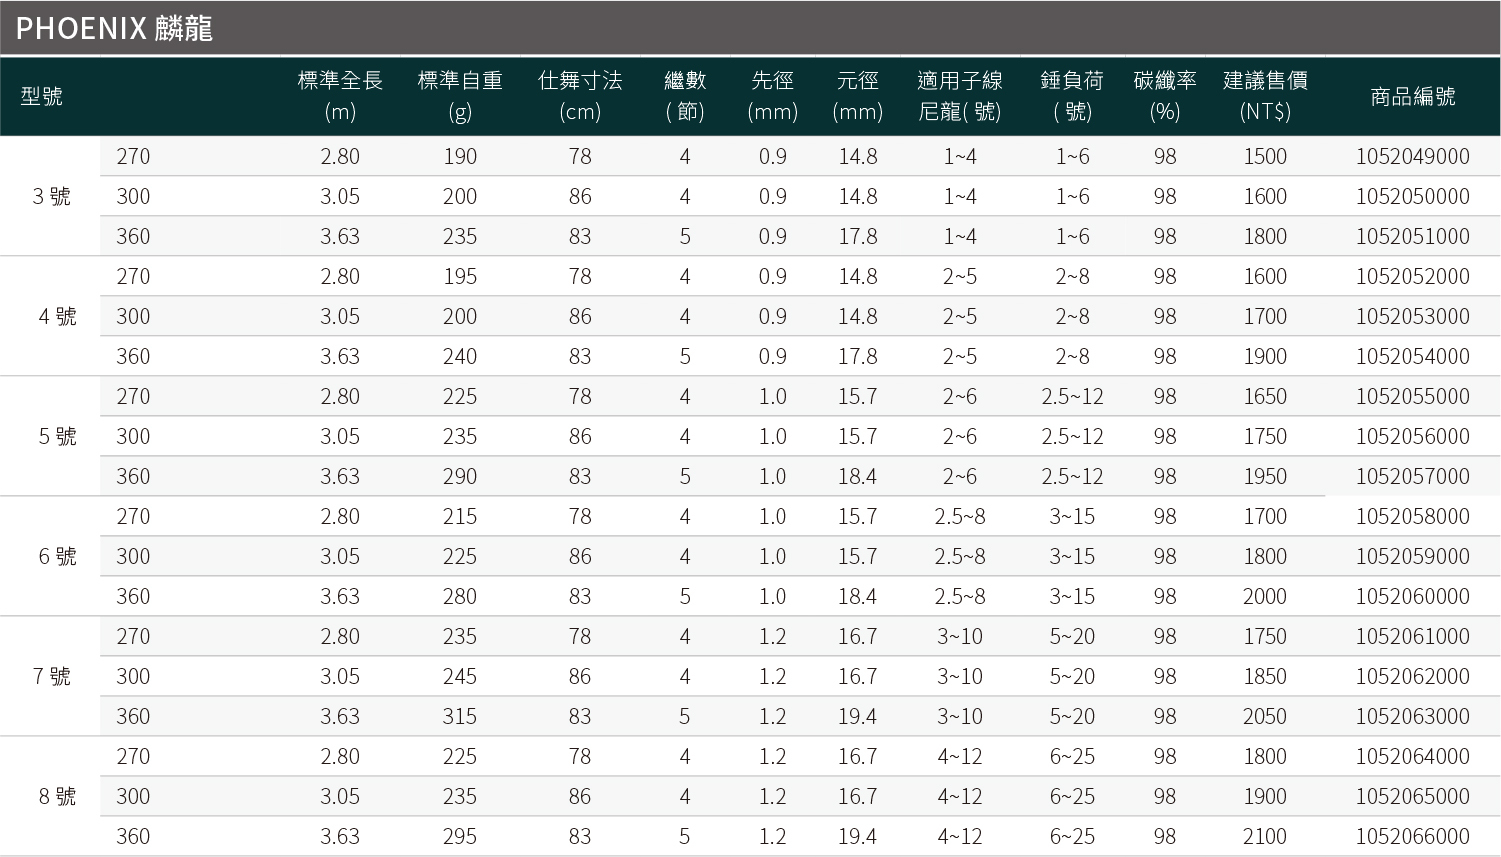 PHOENIX 麟龍
型號 標準全長 (m) 標準自重 (g) 仕舞寸法 (cm) 繼數 ( 節) 先徑 (mm) 元徑 (mm) 適用子線 尼龍( 號) 錘負荷 ( 號) 碳纖率 (%) 建議售價 (NT$) 商品編號
3 號 270 2.80 190 78 4 0.9 14.8 1~4 1~6 98 1500 1052049000
300 3.05 200 86 4 0.9 14.8 1~4 1~6 98 1600 1052050000
360 3.63 235 83 5 0.9 17.8 1~4 1~6 98 1800 1052051000
4 號 270 2.80 195 78 4 0.9 14.8 2~5 2~8 98 1600 1052052000
300 3.05 200 86 4 0.9 14.8 2~5 2~8 98 1700 1052053000
360 3.63 240 83 5 0.9 17.8 2~5 2~8 98 1900 1052054000
5 號 270 2.80 225 78 4 1.0 15.7 2~6 2.5~12 98 1650 1052055000
300 3.05 235 86 4 1.0 15.7 2~6 2.5~12 98 1750 1052056000
360 3.63 290 83 5 1.0 18.4 2~6 2.5~12 98 1950 1052057000
6 號 270 2.80 215 78 4 1.0 15.7 2.5~8 3~15 98 1700 1052058000
300 3.05 225 86 4 1.0 15.7 2.5~8 3~15 98 1800 1052059000
360 3.63 280 83 5 1.0 18.4 2.5~8 3~15 98 2000 1052060000
7 號 270 2.80 235 78 4 1.2 16.7 3~10 5~20 98 1750 1052061000
300 3.05 245 86 4 1.2 16.7 3~10 5~20 98 1850 1052062000
360 3.63 315 83 5 1.2 19.4 3~10 5~20 98 2050 1052063000
8 號 270 2.80 225 78 4 1.2 16.7 4~12 6~25 98 1800 1052064000
300 3.05 235 86 4 1.2 16.7 4~12 6~25 98 1900 1052065000
360 3.63 295 83 5 1.2 19.4 4~12 6~25 98 2100 1052066000